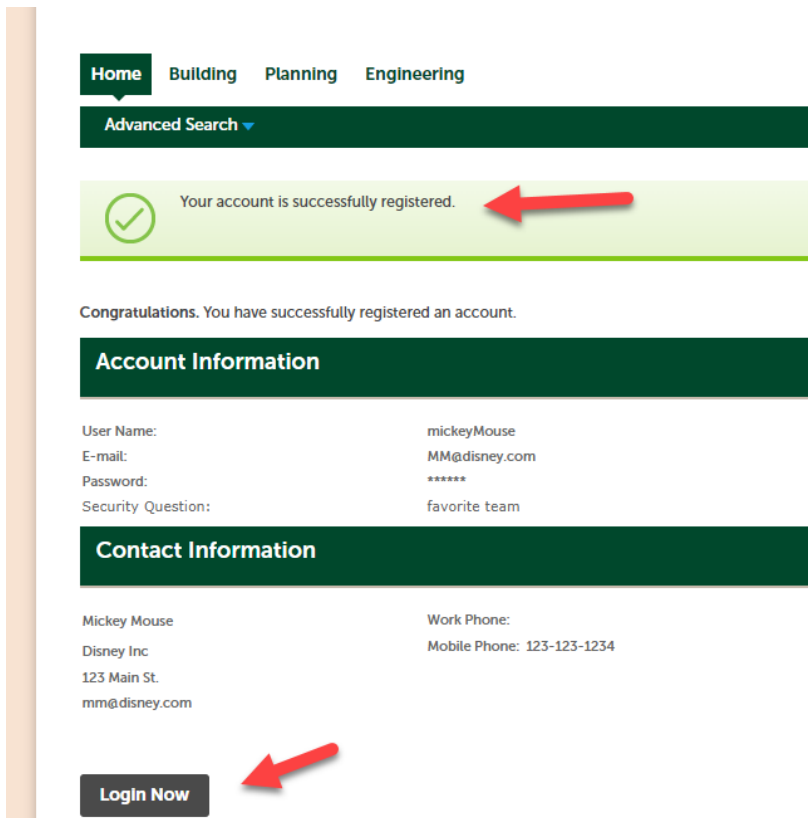 Home Building Planning Engineering
Advanced Search
Your account is successfully registered.
Congratulations. You have successfully registered an account.
Account Information
User Name: mickeyMouse
E-mail: MM@disney.com
Password: ******
Security Question: favorite team
Contact Information
Mickey Mouse Work Phone:
Disney Inc Mobile Phone: 123-123-1234
123 Main St.
mm@disney.com
Login Now